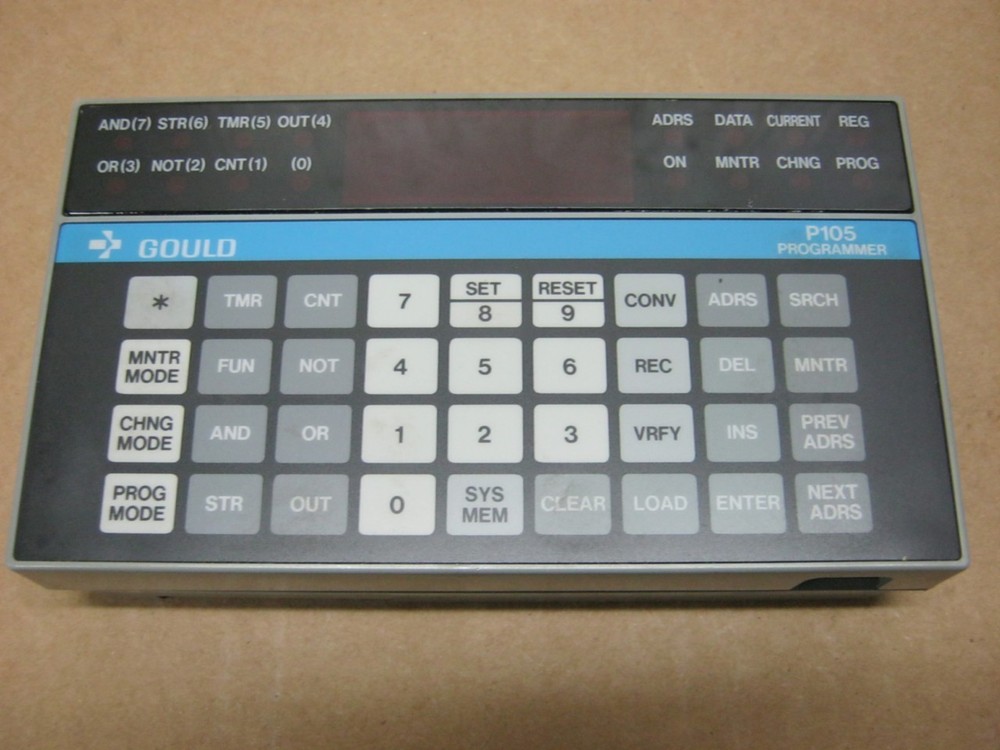 AND(7) STR(6) TMR(5) OUT(4) ADRS DATA CURRENT REG
OR(3) NOT(2) CNT(1) (0) ON MNTR CHNG PROG
GOULD P105
PROGRAMMER
* TMR CNT 7 SET 8 RESET 9 CONV ADRS SRCH
MNTR MODE FUN NOT 4 5 6 REC DEL MNTR
CHNG MODE AND OR 1 2 3 VRFY INS PREV ADRS
PROG MODE STR OUT 0 SYS MEM CLEAR LOAD ENTER NEXT ADRS